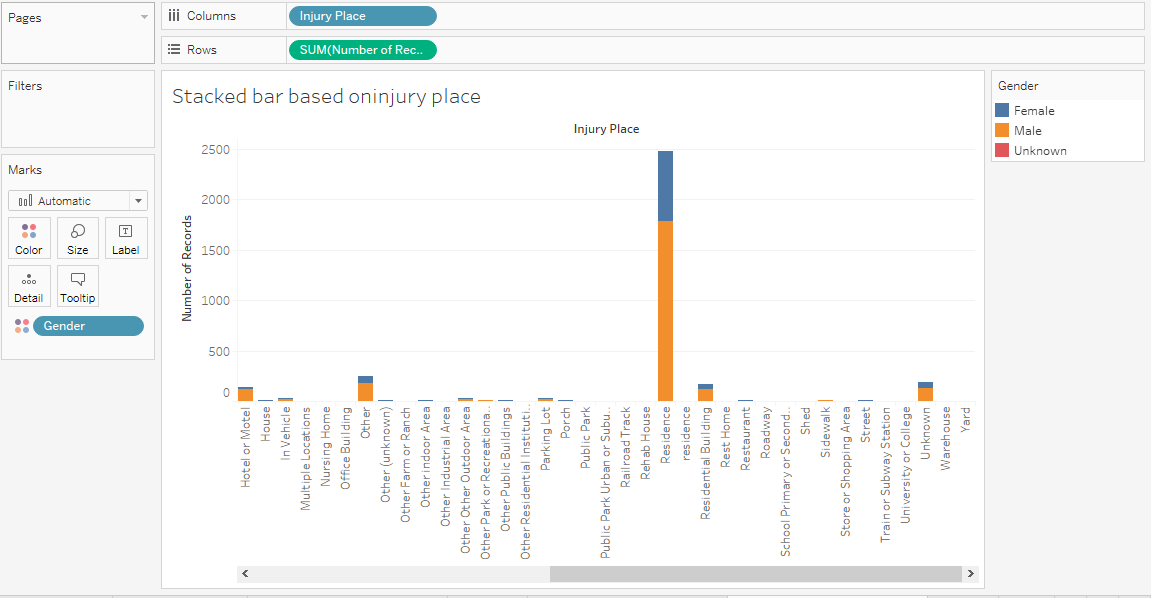 Pages
Columns
Injury Place
Rows
SUM(Number of Rec..
Filters
Marks
Automatic
Color
Size
Label
Detail
Tooltip
Gender
Stacked bar based oninjury place
Injury Place
Number of Records
2500
2000
1500
1000
500
0
Hotel or Motel
House
In Vehicle
Multiple Locations
Nursing Home
Office Building
Other
Other (unknown)
Other Farm or Ranch
Other indoor Area
Other Industrial Area
Other Other Outdoor Area
Other Park or Recreationa..
Other Public Buildings
Other Residential Instituti..
Parking Lot
Porch
Public Park
Public Park Urban or Subu..
Railroad Track
Rehab House
Residence
residence
Residential Building
Rest Home
Restaurant
Roadway
School Primary or Second..
Shed
Sidewalk
Store or Shopping Area
Street
Train or Subway Station
University or College
Unknown
Warehouse
Yard
Gender
Female
Male
Unknown